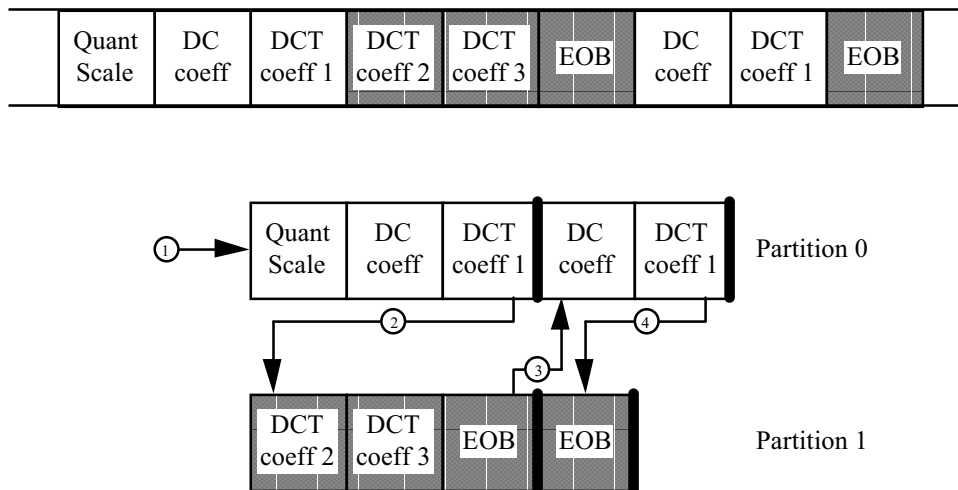 Quant
Scale
DC
coeff
DCT
coeff 1
DCT
coeff 2
DCT
coeff 3
EOB
DC
coeff
DCT
coeff 1
EOB
1
Quant
Scale
DC
coeff
DCT
coeff 1
DC
coeff
DCT
coeff 1
Partition 0
2
4
3
DCT
coeff 2
DCT
coeff 3
EOB
EOB
Partition 1